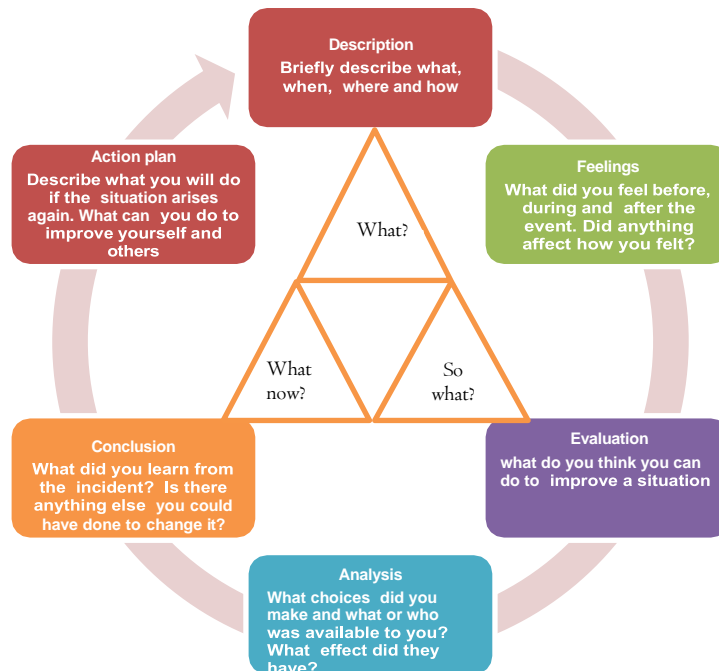 Description
Briefly describe what,
when, where and how
Feelings
What did you feel before,
during and after the
event. Did anything
affect how you felt?
Evaluation
what do you think you can
do to improve a situation
Analysis
What choices did you
make and what or who
was available to you?
What effect did they
have?
Conclusion
What did you learn from
the incident? Is there
anything else you could
have done to change it?
Action plan
Describe what you will do
if the situation arises
again. What can you do to
improve yourself and
others
What?
So
what?
What
now?